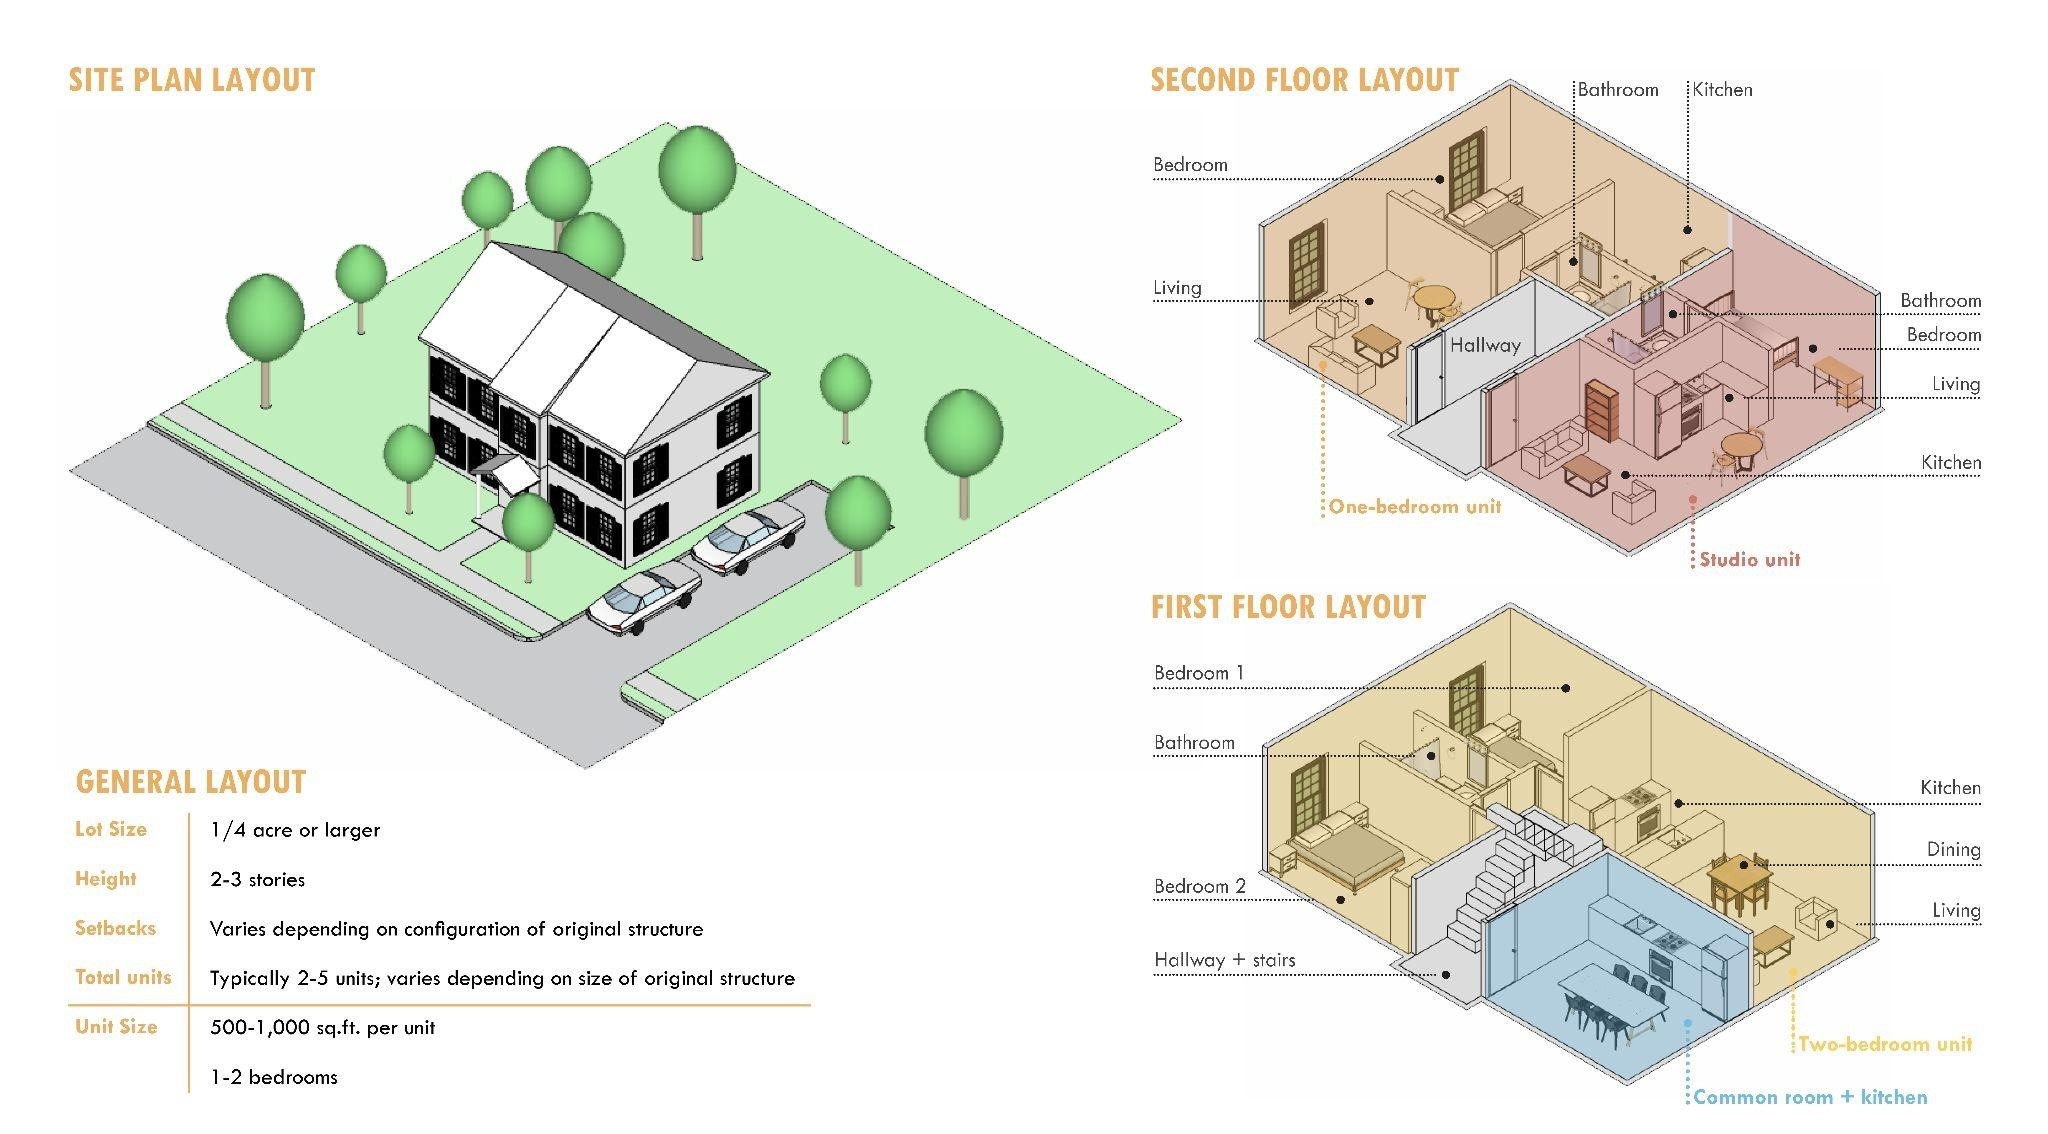 SITE PLAN LAYOUT
GENERAL LAYOUT
Lot Size 1/4 acre or larger
Height 2-3 stories
Setbacks Varies depending on configuration of original structure
Total units Typically 2-5 units; varies depending on size of original structure
Unit Size 500-1,000 sq.ft. per unit
1-2 bedrooms
SECOND FLOOR LAYOUT
Bathroom
Kitchen
Bedroom
Living
Hallway
Bathroom
Bedroom
Living
Kitchen
One-bedroom unit
Studio unit
FIRST FLOOR LAYOUT
Bedroom 1
Bathroom
Kitchen
Dining
Bedroom 2
Living
Hallway + stairs
Two-bedroom unit
Common room + kitchen